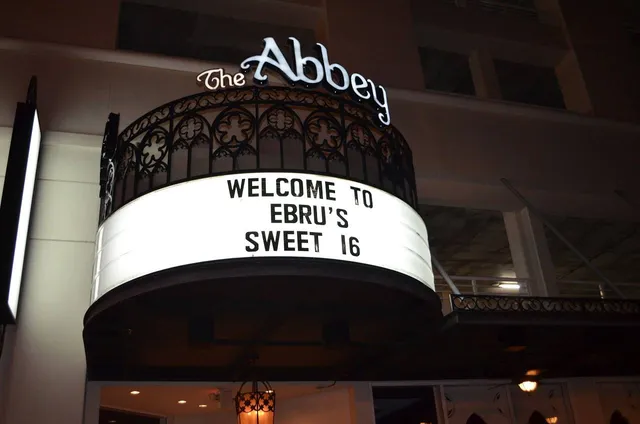 The Abbey
WELCOME TO
EBRU'S
SWEET 16